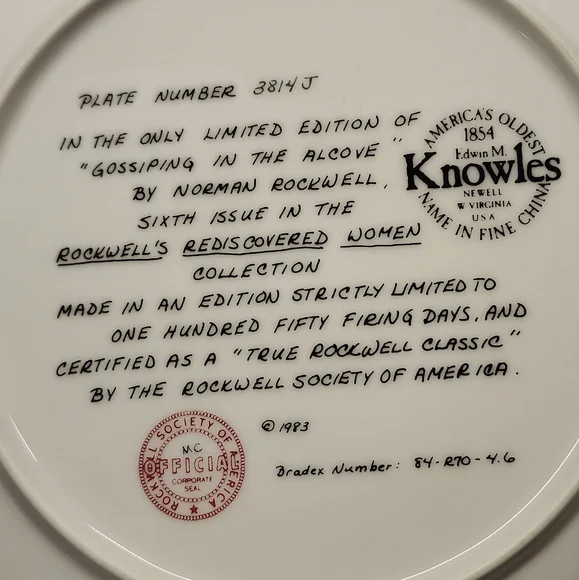 PLATE NUMBER 3814J
IN THE ONLY LIMITED EDITION OF
"GOSSIPING IN THE ALCOVE"
BY NORMAN ROCKWELL,
SIXTH ISSUE IN THE
ROCKWELL'S REDISCOVERED WOMEN
COLLECTION
MADE IN AN EDITION STRICTLY LIMITED TO
ONE HUNDRED FIFTY FIRING DAYS, AND
CERTIFIED AS A "TRUE ROCKWELL CLASSIC"
BY THE ROCKWELL SOCIETY OF AMERICA.
AMERICA'S OLDEST
1854
Edwin M.
Knowles
NEWELL
W VIRGINIA
USA
NAME IN FINE CHINA
© 1983
ROCKWELL SOCIETY OF AMERICA
MC
OFFICIAL
CORPORATE
SEAL
Bradex Number: 84-R70-4.6